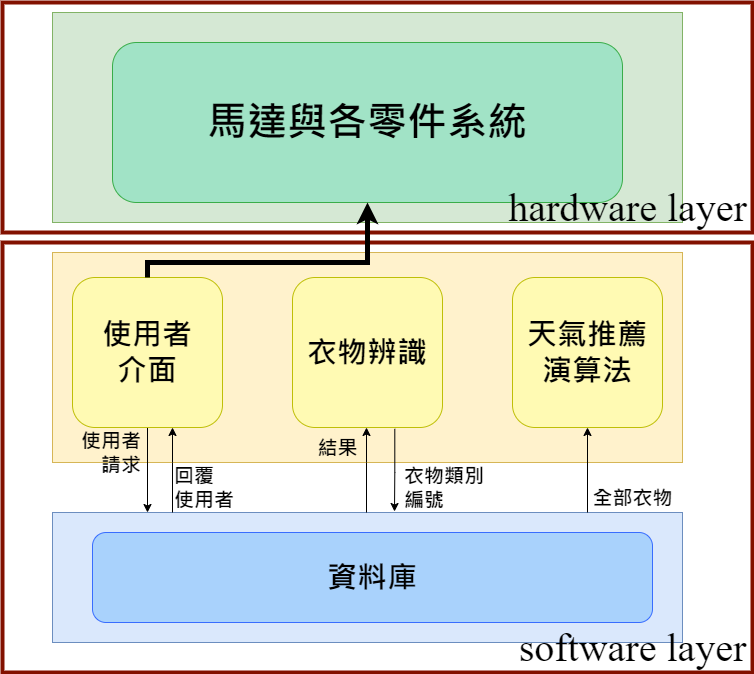 馬達與各零件系統
hardware layer
使用者
介面
衣物辨識
天氣推薦
演算法
使用者
請求
回覆
使用者
結果
衣物類別
編號
全部衣物
資料庫
software layer